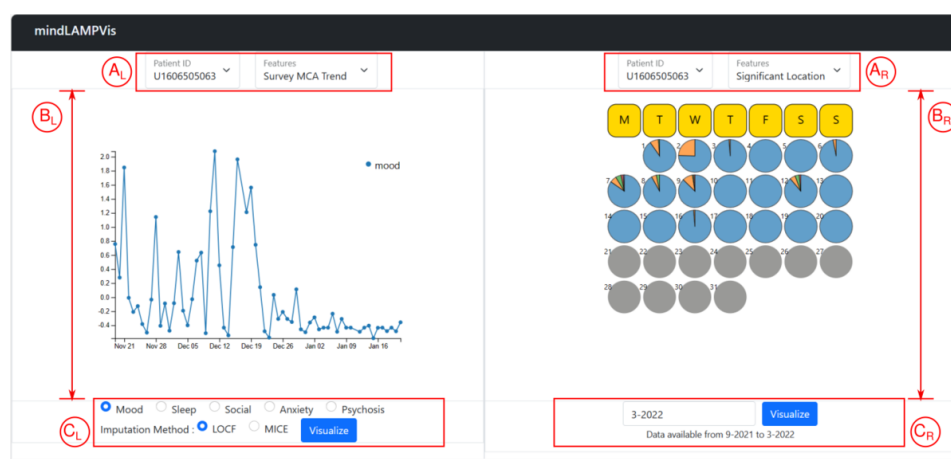 mindLAMPVis
A_L
Patient ID
U1606505063
Features
Survey MCA Trend
Patient ID
U1606505063
Features
Significant Location
A_R
B_L
B_R
M T W T F S S
mood
2.0
1.8
1.6
1.4
1.2
1.0
0.8
0.6
0.4
0.2
0.0
-0.2
-0.4
Nov 21 Nov 28 Dec 05 Dec 12 Dec 19 Dec 26 Jan 02 Jan 09 Jan 16
1 2 3 4 5 6
7 8 9 10 11 12 13
14 15 16 17 18 19 20
21 22 23 24 25 26 27
28 29 30 31
C_L
Mood Sleep Social Anxiety Psychosis
Imputation Method : LOCF MICE Visualize
3-2022 Visualize
Data available from 9-2021 to 3-2022
C_R